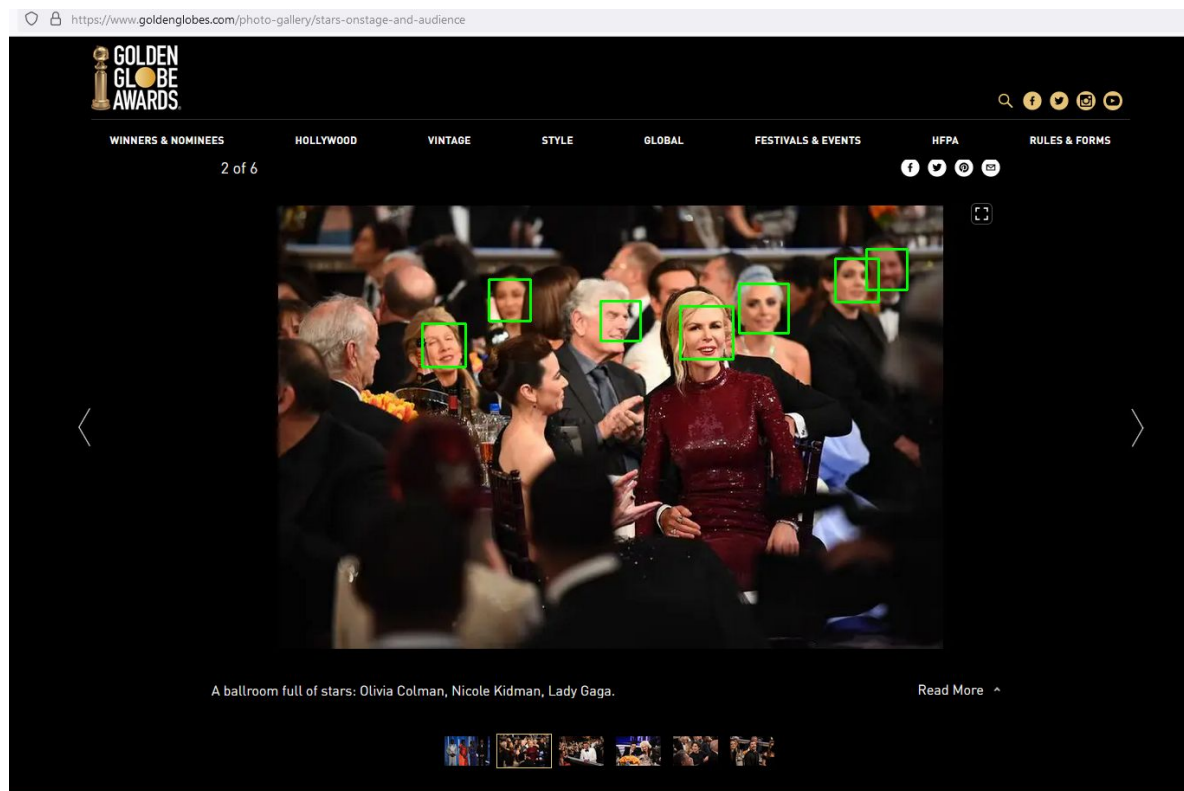 https://www.goldenglobes.com/photo-gallery/stars-onstage-and-audience
GOLDEN
GLOBE
AWARDS.
WINNERS & NOMINEES HOLLYWOOD VINTAGE STYLE GLOBAL FESTIVALS & EVENTS HFPA RULES & FORMS
2 of 6
A ballroom full of stars: Olivia Colman, Nicole Kidman, Lady Gaga.
Read More